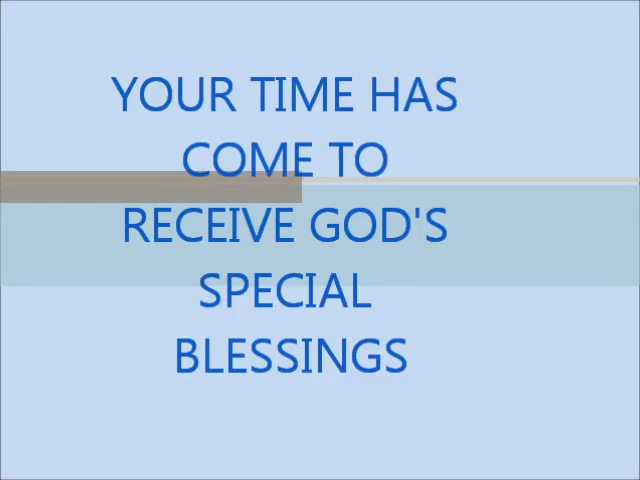 YOUR TIME HAS
COME TO
RECEIVE GOD'S
SPECIAL
BLESSINGS